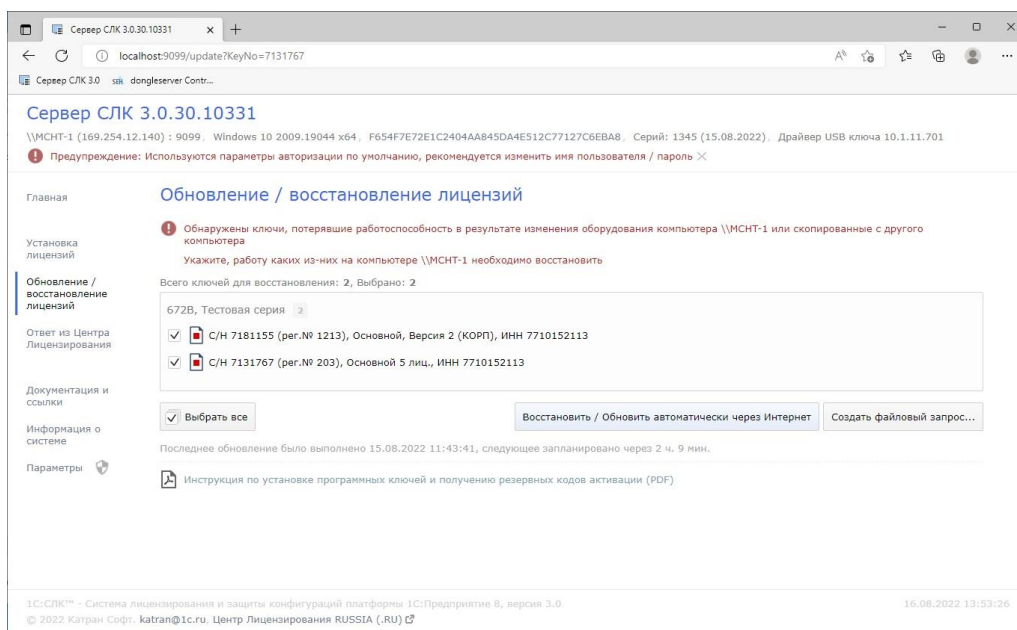 Сервер СЛК 3.0.30.10331
localhost:9099/update?KeyNo=7131767
Сервер СЛК 3.0 seh dongleserver Contr...
Сервер СЛК 3.0.30.10331
\\MCHT-1 (169.254.12.140) : 9099, Windows 10 2009.19044 x64, F654F7E72E1C2404AA845DA4E512C77127C6EBA8, Серий: 1345 (15.08.2022), Драйвер USB ключа 10.1.11.701
Предупреждение: Используются параметры авторизации по умолчанию, рекомендуется изменить имя пользователя / пароль
Главная
Установка
лицензий
Обновление /
восстановление
лицензий
Ответ из Центра
Лицензирования
Документация и
ссылки
Информация о
системе
Параметры
Обновление / восстановление лицензий
Обнаружены ключи, потерявшие работоспособность в результате изменения оборудования компьютера \\MCHT-1 или скопированные с другого
компьютера
Укажите, работу каких из-них на компьютере \\MCHT-1 необходимо восстановить
Всего ключей для восстановления: 2, Выбрано: 2
672B, Тестовая серия 2
С/Н 7181155 (рег.№ 1213), Основной, Версия 2 (КОРП), ИНН 7710152113
С/Н 7131767 (рег.№ 203), Основной 5 лиц., ИНН 7710152113
Выбрать все
Восстановить / Обновить автоматически через Интернет
Создать файловый запрос...
Последнее обновление было выполнено 15.08.2022 11:43:41, следующее запланировано через 2 ч. 9 мин.
Инструкция по установке программных ключей и получению резервных кодов активации (PDF)
1С:СЛК™ - Система лицензирования и защиты конфигураций платформы 1С:Предприятие 8, версия 3.0
16.08.2022 13:53:26
© 2022 Катран Софт. katran@1c.ru, Центр Лицензирования RUSSIA (.RU)